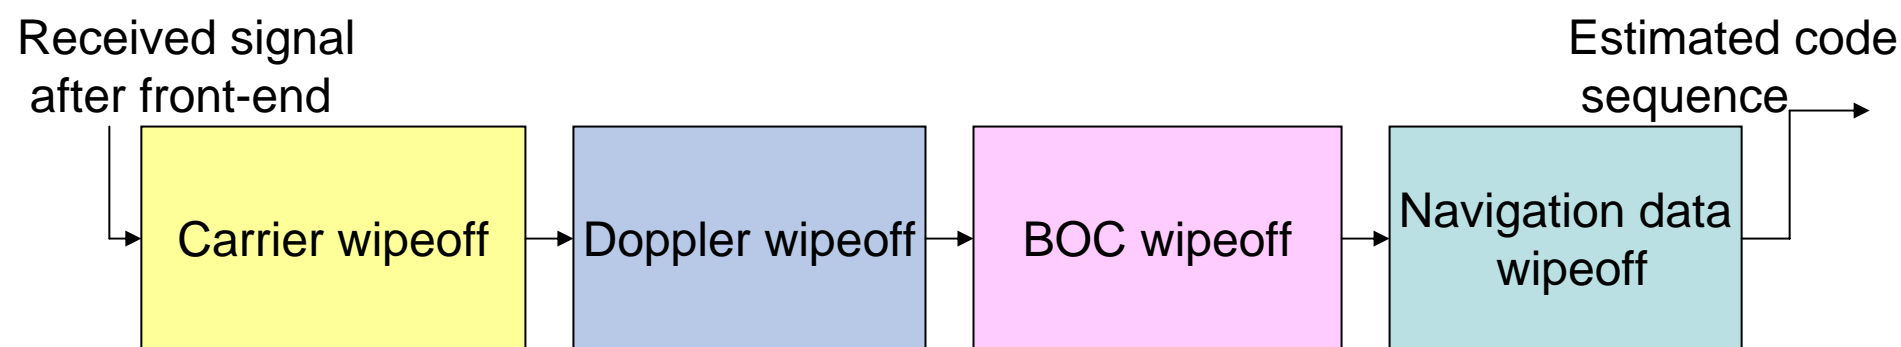 Received signal
after front-end
Carrier wipeoff
Doppler wipeoff
BOC wipeoff
Navigation data
wipeoff
Estimated code
sequence